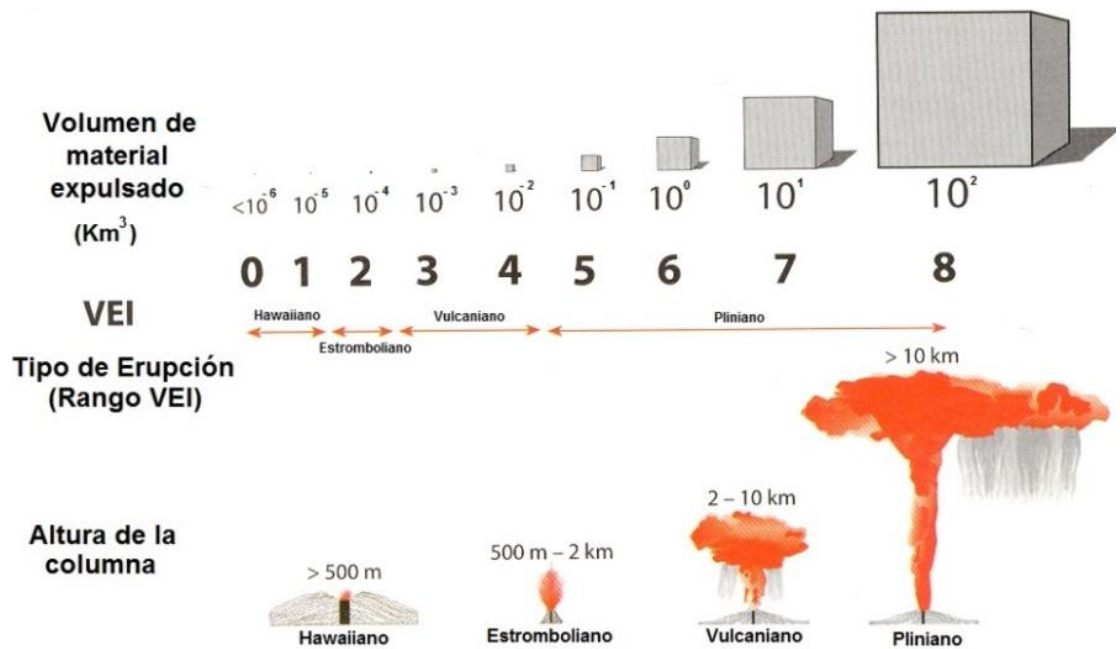 Volumen de
material
expulsado
(Km³)
<10⁻⁶ 10⁻⁵ 10⁻⁴ 10⁻³ 10⁻² 10⁻¹ 10⁰ 10¹ 10²
VEI
0 1 2 3 4 5 6 7 8
Tipo de Erupción
(Rango VEI)
Hawaiiano
Estromboliano
Vulcaniano
Pliniano
Altura de la
columna
> 500 m
500 m – 2 km
2 – 10 km
> 10 km
Hawaiiano
Estromboliano
Vulcaniano
Pliniano